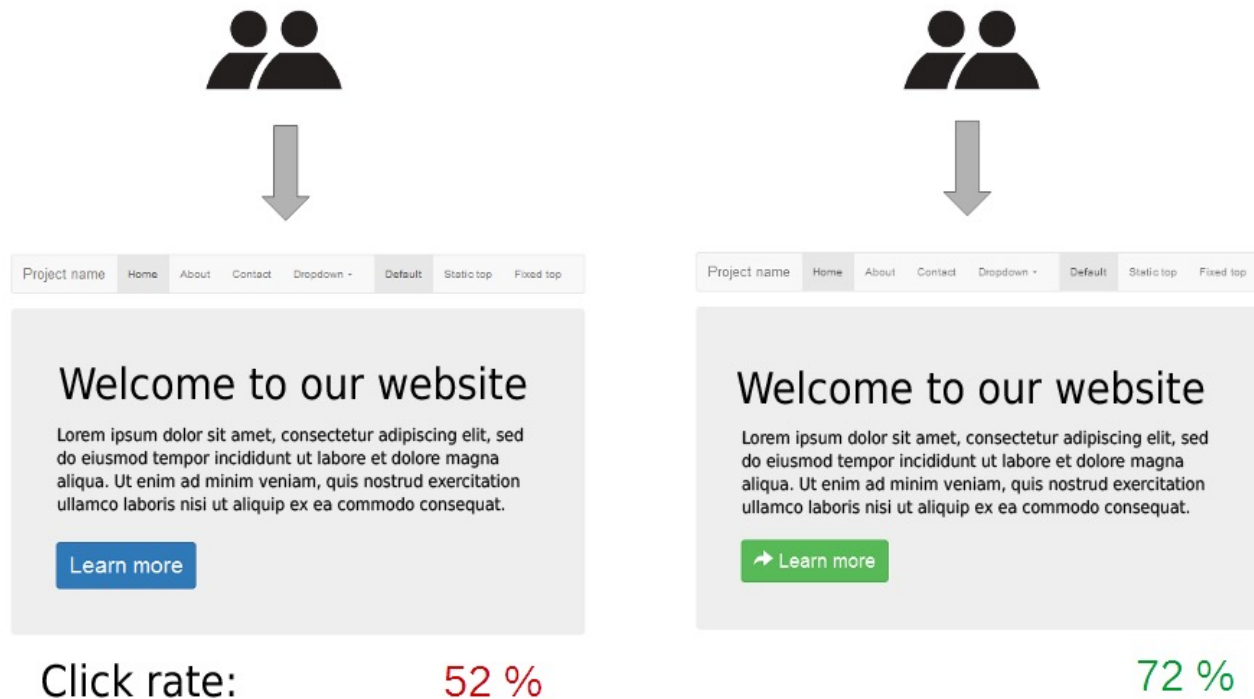 Project name Home About Contact Dropdown Default Static top Fixed top
Welcome to our website
Lorem ipsum dolor sit amet, consectetur adipiscing elit, sed
do eiusmod tempor incididunt ut labore et dolore magna
aliqua. Ut enim ad minim veniam, quis nostrud exercitation
ullamco laboris nisi ut aliquip ex ea commodo consequat.
Learn more
Click rate: 52 %
Project name Home About Contact Dropdown Default Static top Fixed top
Welcome to our website
Lorem ipsum dolor sit amet, consectetur adipiscing elit, sed
do eiusmod tempor incididunt ut labore et dolore magna
aliqua. Ut enim ad minim veniam, quis nostrud exercitation
ullamco laboris nisi ut aliquip ex ea commodo consequat.
Learn more
72 %